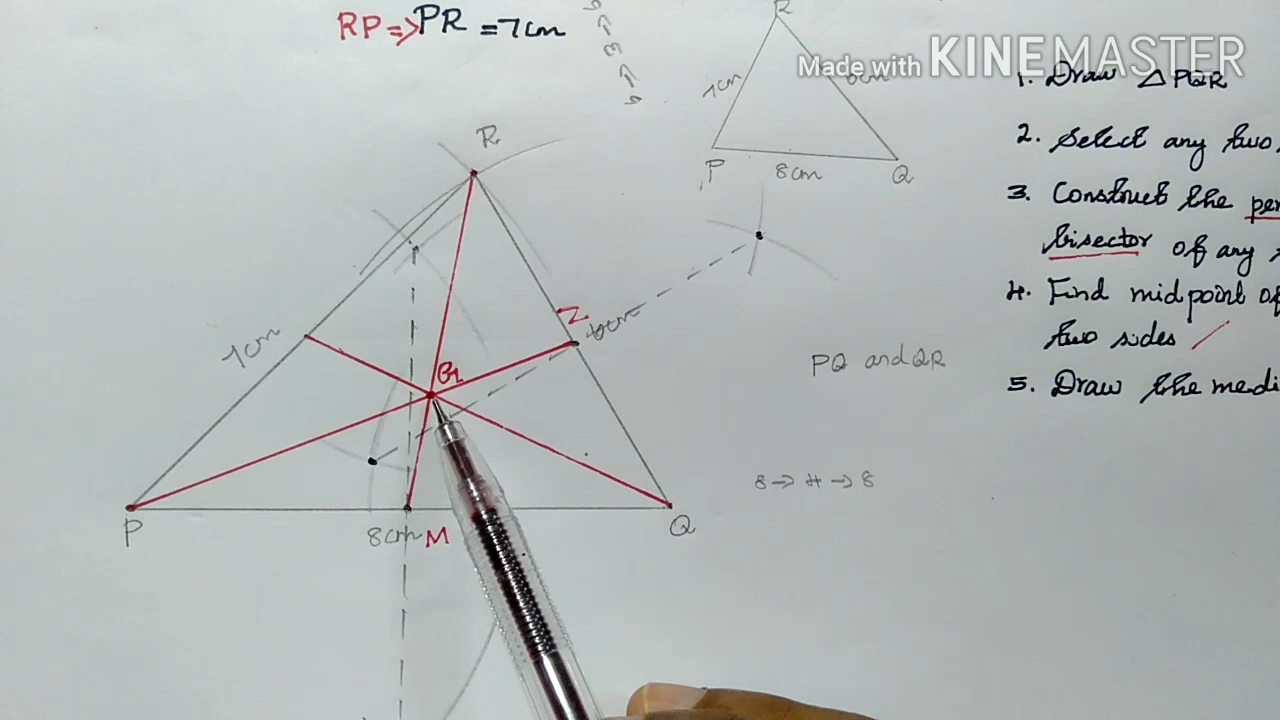 RP=>PR =7cm
Made with KINEMASTER
R
7cm
6cm
P
8cm
Q
1. Draw △PQR
2. Select any two
3. Construct the per
bisector of any
4. Find midpoint of
two sides
5. Draw the medi
R
7cm
N
6cm
G
P
8cm M
Q
PQ and QR
8→4→8